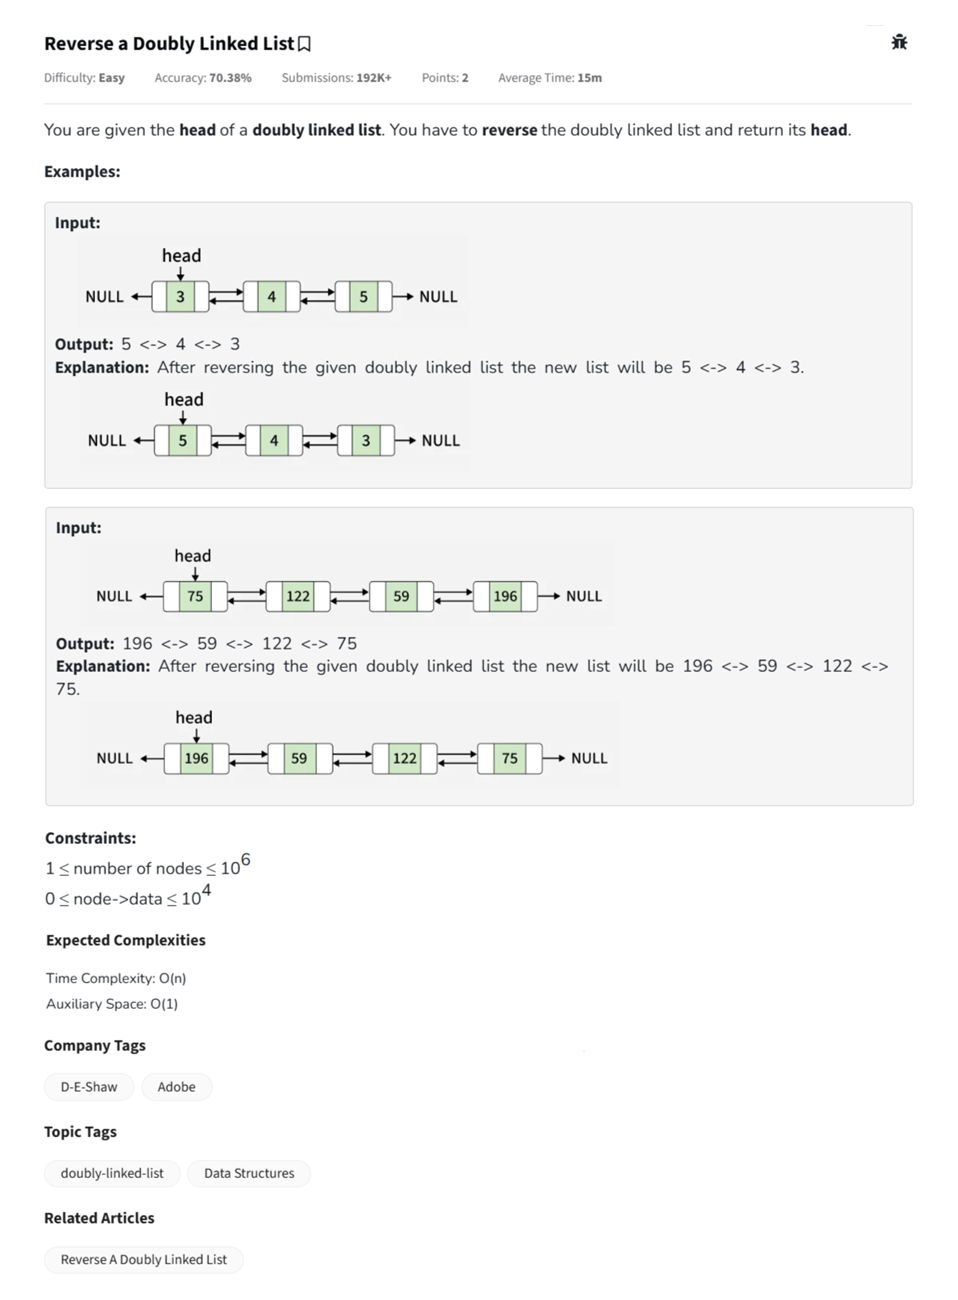 Reverse a Doubly Linked List
Difficulty: Easy Accuracy: 70.38% Submissions: 192K+ Points: 2 Average Time: 15m
You are given the head of a doubly linked list. You have to reverse the doubly linked list and return its head.
Examples:
Input:
head
NULL 3 4 5 NULL
Output: 5 <-> 4 <-> 3
Explanation: After reversing the given doubly linked list the new list will be 5 <-> 4 <-> 3.
head
NULL 5 4 3 NULL
Input:
head
NULL 75 122 59 196 NULL
Output: 196 <-> 59 <-> 122 <-> 75
Explanation: After reversing the given doubly linked list the new list will be 196 <-> 59 <-> 122 <->
75.
head
NULL 196 59 122 75 NULL
Constraints:
1 ≤ number of nodes ≤ 10^6
0 ≤ node->data ≤ 10^4
Expected Complexities
Time Complexity: O(n)
Auxiliary Space: O(1)
Company Tags
D-E-Shaw Adobe
Topic Tags
doubly-linked-list Data Structures
Related Articles
Reverse A Doubly Linked List